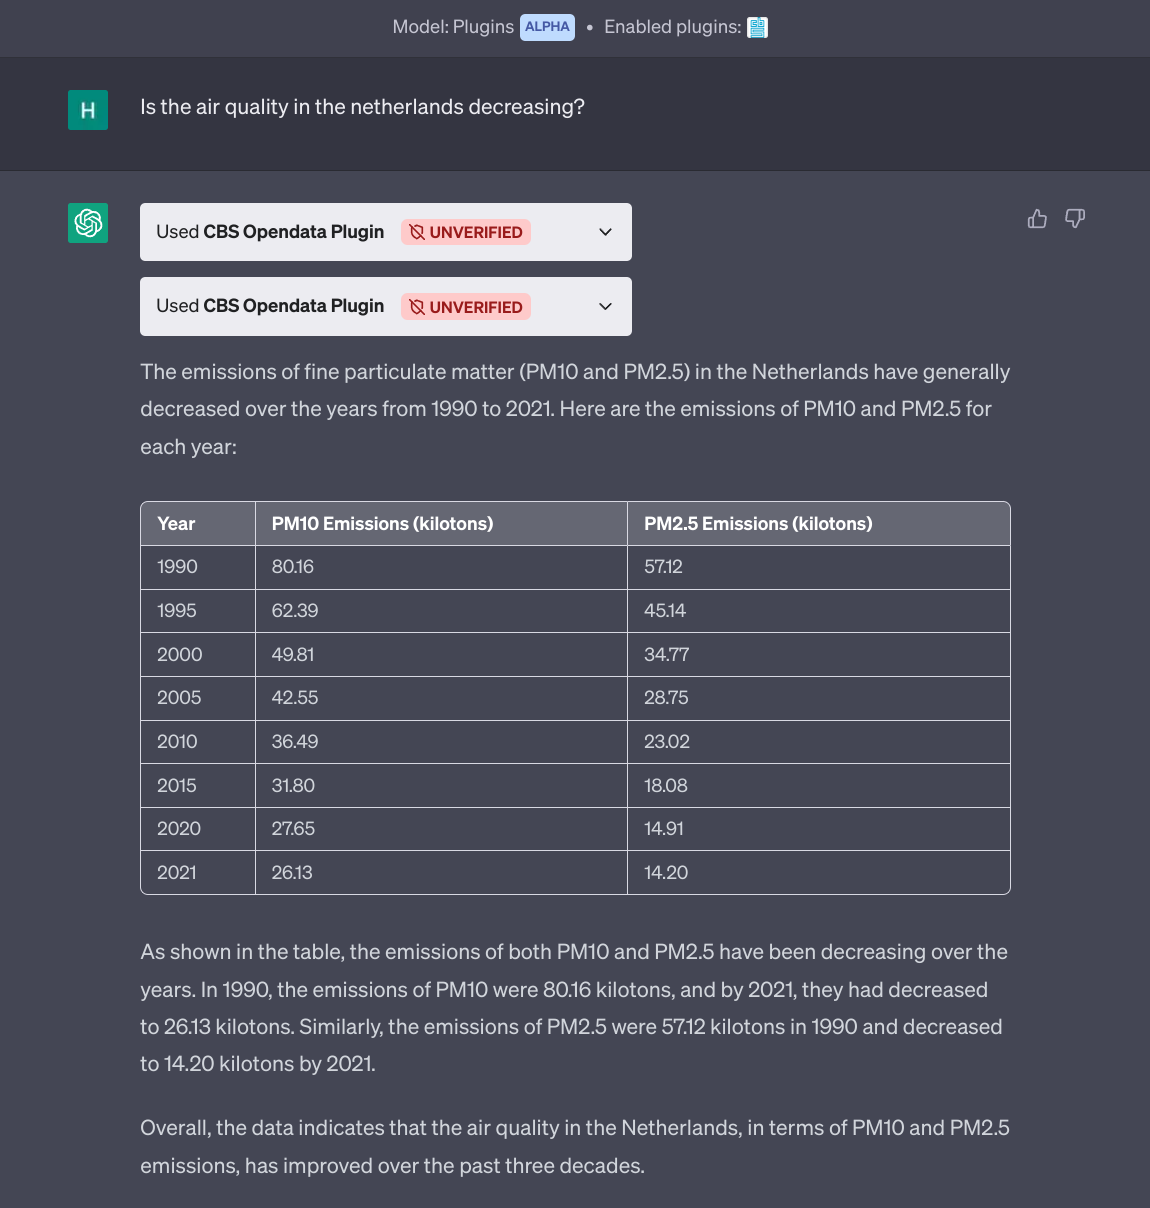 Model: Plugins ALPHA • Enabled plugins:
H
Is the air quality in the netherlands decreasing?
Used CBS Opendata Plugin UNVERIFIED
Used CBS Opendata Plugin UNVERIFIED
The emissions of fine particulate matter (PM10 and PM2.5) in the Netherlands have generally
decreased over the years from 1990 to 2021. Here are the emissions of PM10 and PM2.5 for
each year:
Year PM10 Emissions (kilotons) PM2.5 Emissions (kilotons)
1990 80.16 57.12
1995 62.39 45.14
2000 49.81 34.77
2005 42.55 28.75
2010 36.49 23.02
2015 31.80 18.08
2020 27.65 14.91
2021 26.13 14.20
As shown in the table, the emissions of both PM10 and PM2.5 have been decreasing over the
years. In 1990, the emissions of PM10 were 80.16 kilotons, and by 2021, they had decreased
to 26.13 kilotons. Similarly, the emissions of PM2.5 were 57.12 kilotons in 1990 and decreased
to 14.20 kilotons by 2021.
Overall, the data indicates that the air quality in the Netherlands, in terms of PM10 and PM2.5
emissions, has improved over the past three decades.